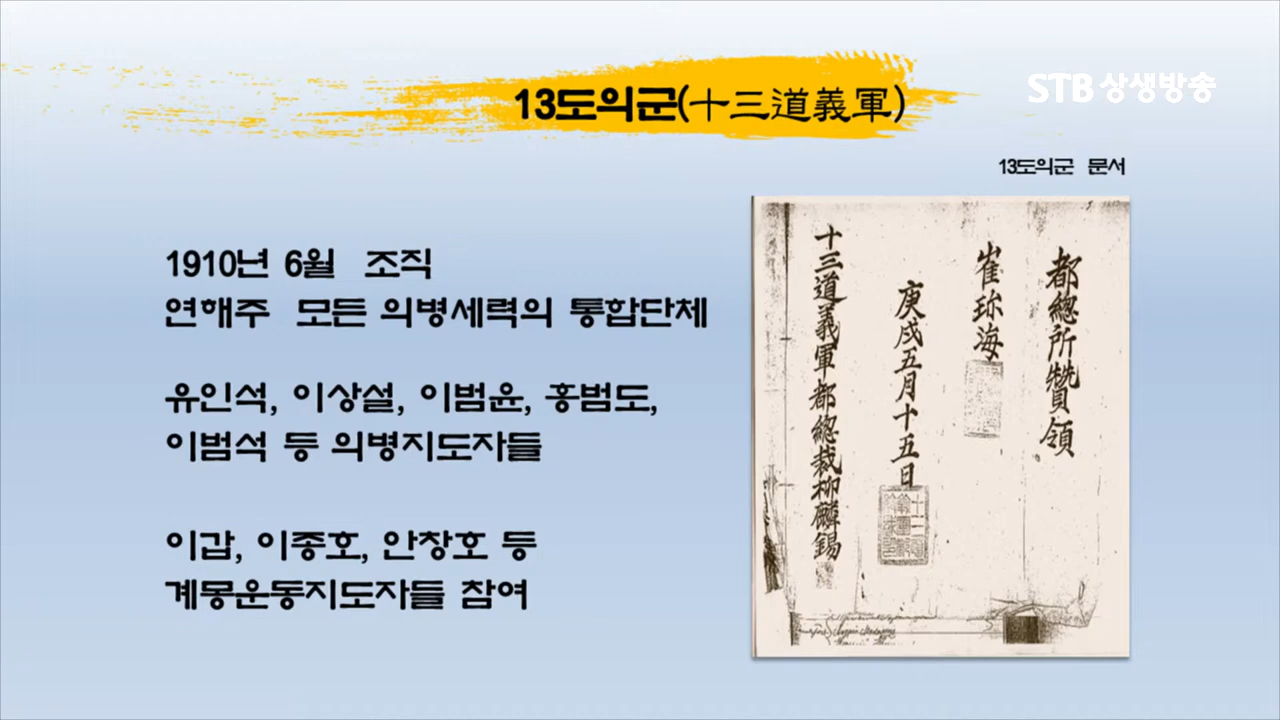 13도의군(十三道義軍)
STB 상생방송
13도의군 문서
1910년 6월 조직
연해주 모든 의병세력의 통합단체
유인석, 이상설, 이범윤, 홍범도,
이범석 등 의병지도자들
이갑, 이종호, 안창호 등
계몽운동지도자들 참여
都總所贊領
崔珎海
庚戌五月十五日
十三道義軍都總裁柳麟錫